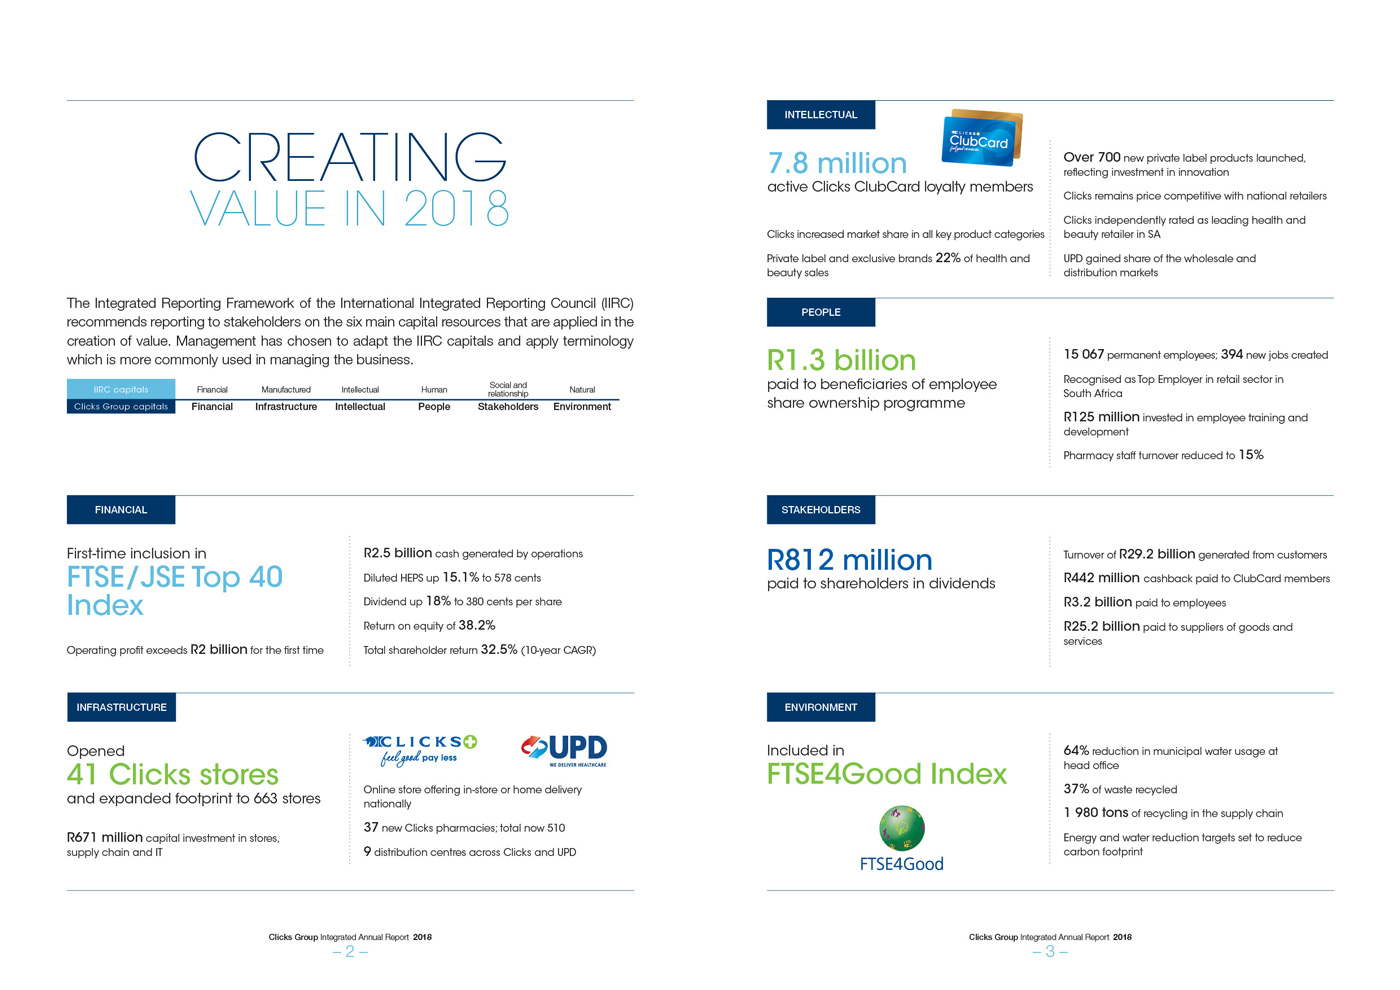 CREATING
VALUE IN 2018
The Integrated Reporting Framework of the International Integrated Reporting Council (IIRC)
recommends reporting to stakeholders on the six main capital resources that are applied in the
creation of value. Management has chosen to adapt the IIRC capitals and apply terminology
which is more commonly used in managing the business.
IIRC capitals Financial Manufactured Intellectual Human Social and relationship Natural
Clicks Group capitals Financial Infrastructure Intellectual People Stakeholders Environment
FINANCIAL
First-time inclusion in
FTSE/JSE Top 40
Index
Operating profit exceeds R2 billion for the first time
R2.5 billion cash generated by operations
Diluted HEPS up 15.1% to 578 cents
Dividend up 18% to 380 cents per share
Return on equity of 38.2%
Total shareholder return 32.5% (10-year CAGR)
INFRASTRUCTURE
Opened
41 Clicks stores
and expanded footprint to 663 stores
R671 million capital investment in stores,
supply chain and IT
CLICKS
feel good pay less
UPD
WE DELIVER HEALTHCARE
Online store offering in-store or home delivery
nationally
37 new Clicks pharmacies; total now 510
9 distribution centres across Clicks and UPD
Clicks Group Integrated Annual Report 2018
– 2 –
INTELLECTUAL
CLICKS
ClubCard
feel good rewards
7.8 million
active Clicks ClubCard loyalty members
Clicks increased market share in all key product categories
Private label and exclusive brands 22% of health and
beauty sales
Over 700 new private label products launched,
reflecting investment in innovation
Clicks remains price competitive with national retailers
Clicks independently rated as leading health and
beauty retailer in SA
UPD gained share of the wholesale and
distribution markets
PEOPLE
R1.3 billion
paid to beneficiaries of employee
share ownership programme
15 067 permanent employees; 394 new jobs created
Recognised as Top Employer in retail sector in
South Africa
R125 million invested in employee training and
development
Pharmacy staff turnover reduced to 15%
STAKEHOLDERS
R812 million
paid to shareholders in dividends
Turnover of R29.2 billion generated from customers
R442 million cashback paid to ClubCard members
R3.2 billion paid to employees
R25.2 billion paid to suppliers of goods and
services
ENVIRONMENT
Included in
FTSE4Good Index
FTSE4Good
64% reduction in municipal water usage at
head office
37% of waste recycled
1 980 tons of recycling in the supply chain
Energy and water reduction targets set to reduce
carbon footprint
Clicks Group Integrated Annual Report 2018
– 3 –